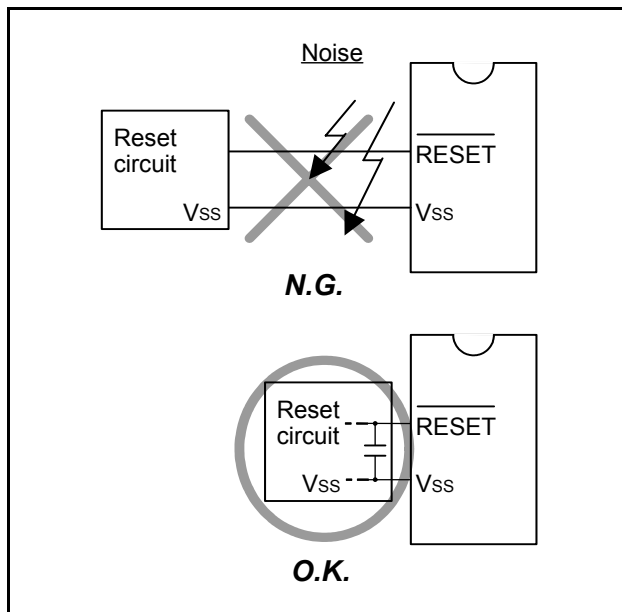 Noise
Reset
circuit
VSS
RESET
VSS
N.G.
Reset
circuit
VSS
RESET
VSS
O.K.